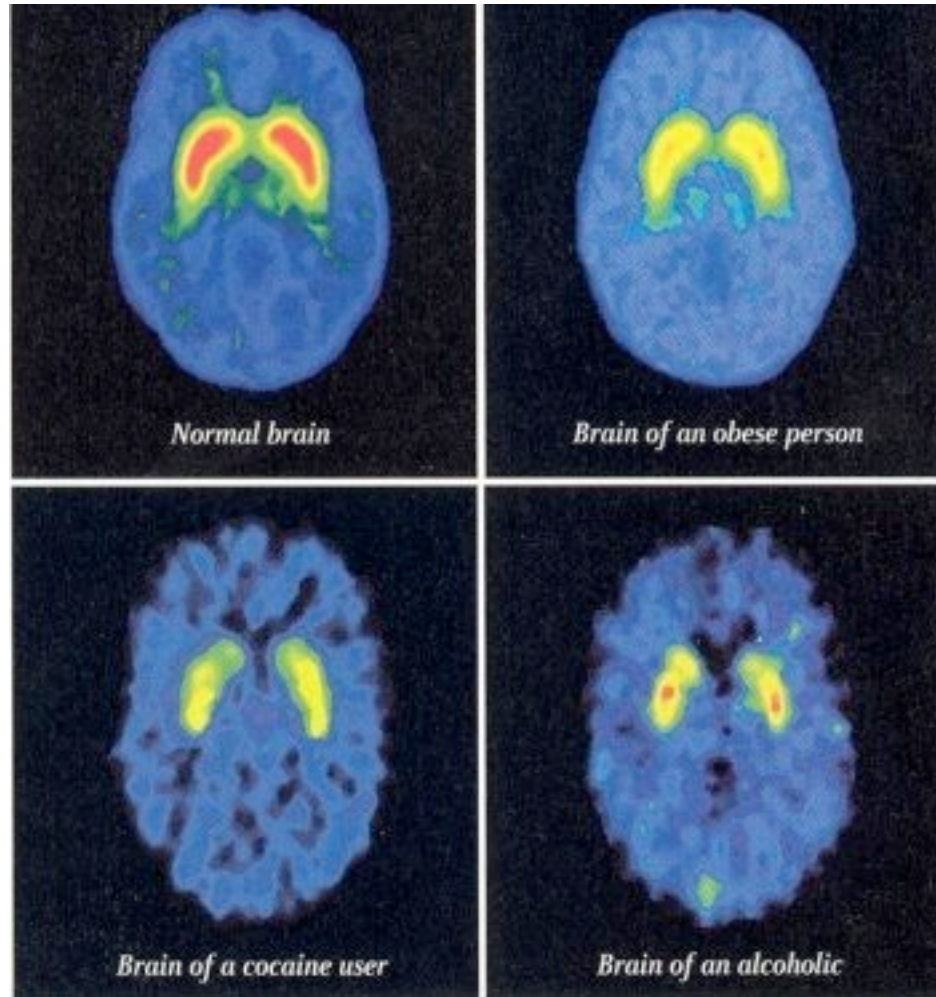 Normal brain
Brain of an obese person
Brain of a cocaine user
Brain of an alcoholic